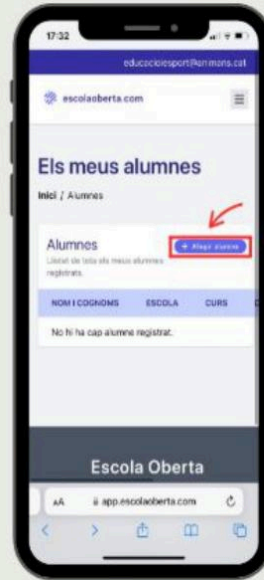 17:32
educacioiesport@animans.cat
escolaoberta.com
Els meus alumnes
Inici / Alumnes
Alumnes
+ Afegir alumne
Llistat de tots els meus alumnes
registrats.
NOM I COGNOMS ESCOLA CURS
No hi ha cap alumne registrat.
Escola Oberta
AA app.escolaoberta.com